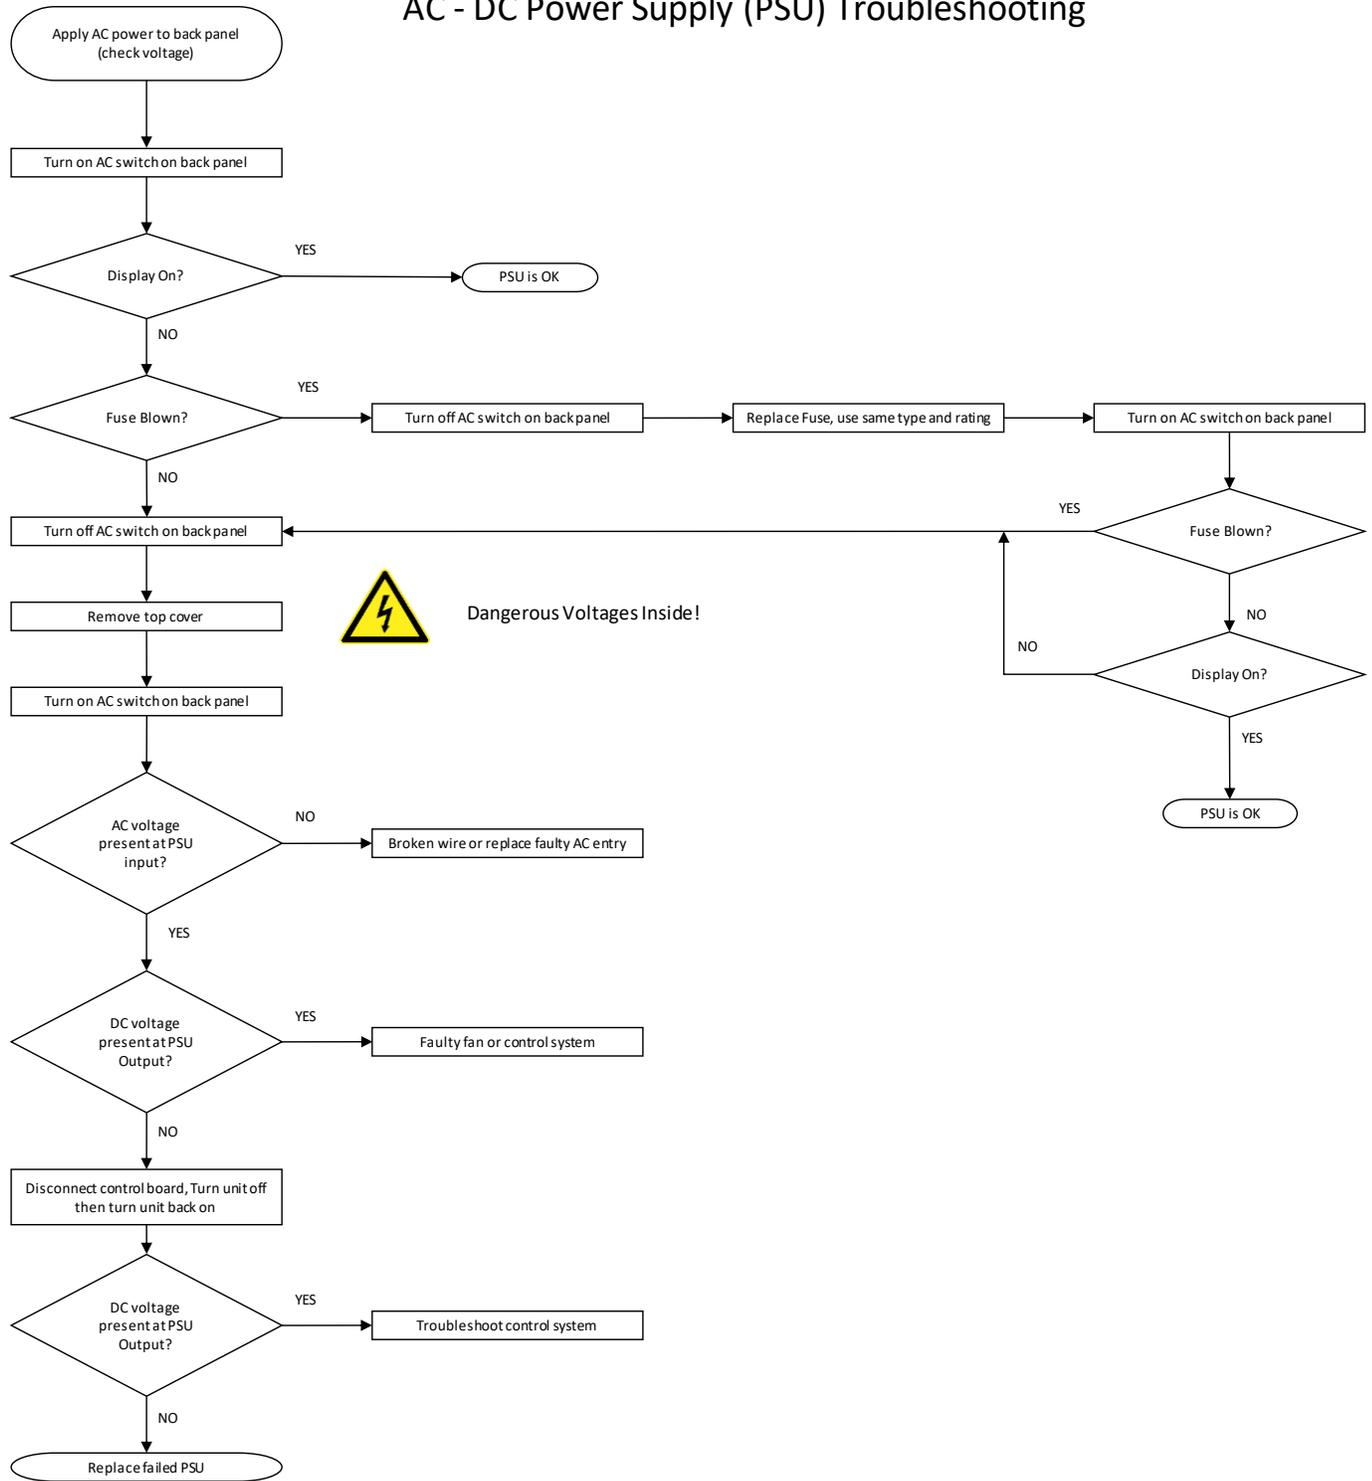 AC - DC Power Supply (PSU) Troubleshooting
Apply AC power to back panel
(check voltage)
Turn on AC switch on back panel
Display On?
YES
PSU is OK
NO
Fuse Blown?
YES
Turn off AC switch on back panel
Replace Fuse, use same type and rating
Turn on AC switch on back panel
NO
Turn off AC switch on back panel
YES
Fuse Blown?
Remove top cover
Dangerous Voltages Inside!
NO
NO
Display On?
Turn on AC switch on back panel
YES
PSU is OK
AC voltage
present at PSU
input?
NO
Broken wire or replace faulty AC entry
YES
DC voltage
present at PSU
Output?
YES
Faulty fan or control system
NO
Disconnect control board, Turn unit off
then turn unit back on
DC voltage
present at PSU
Output?
YES
Troubleshoot control system
NO
Replace failed PSU